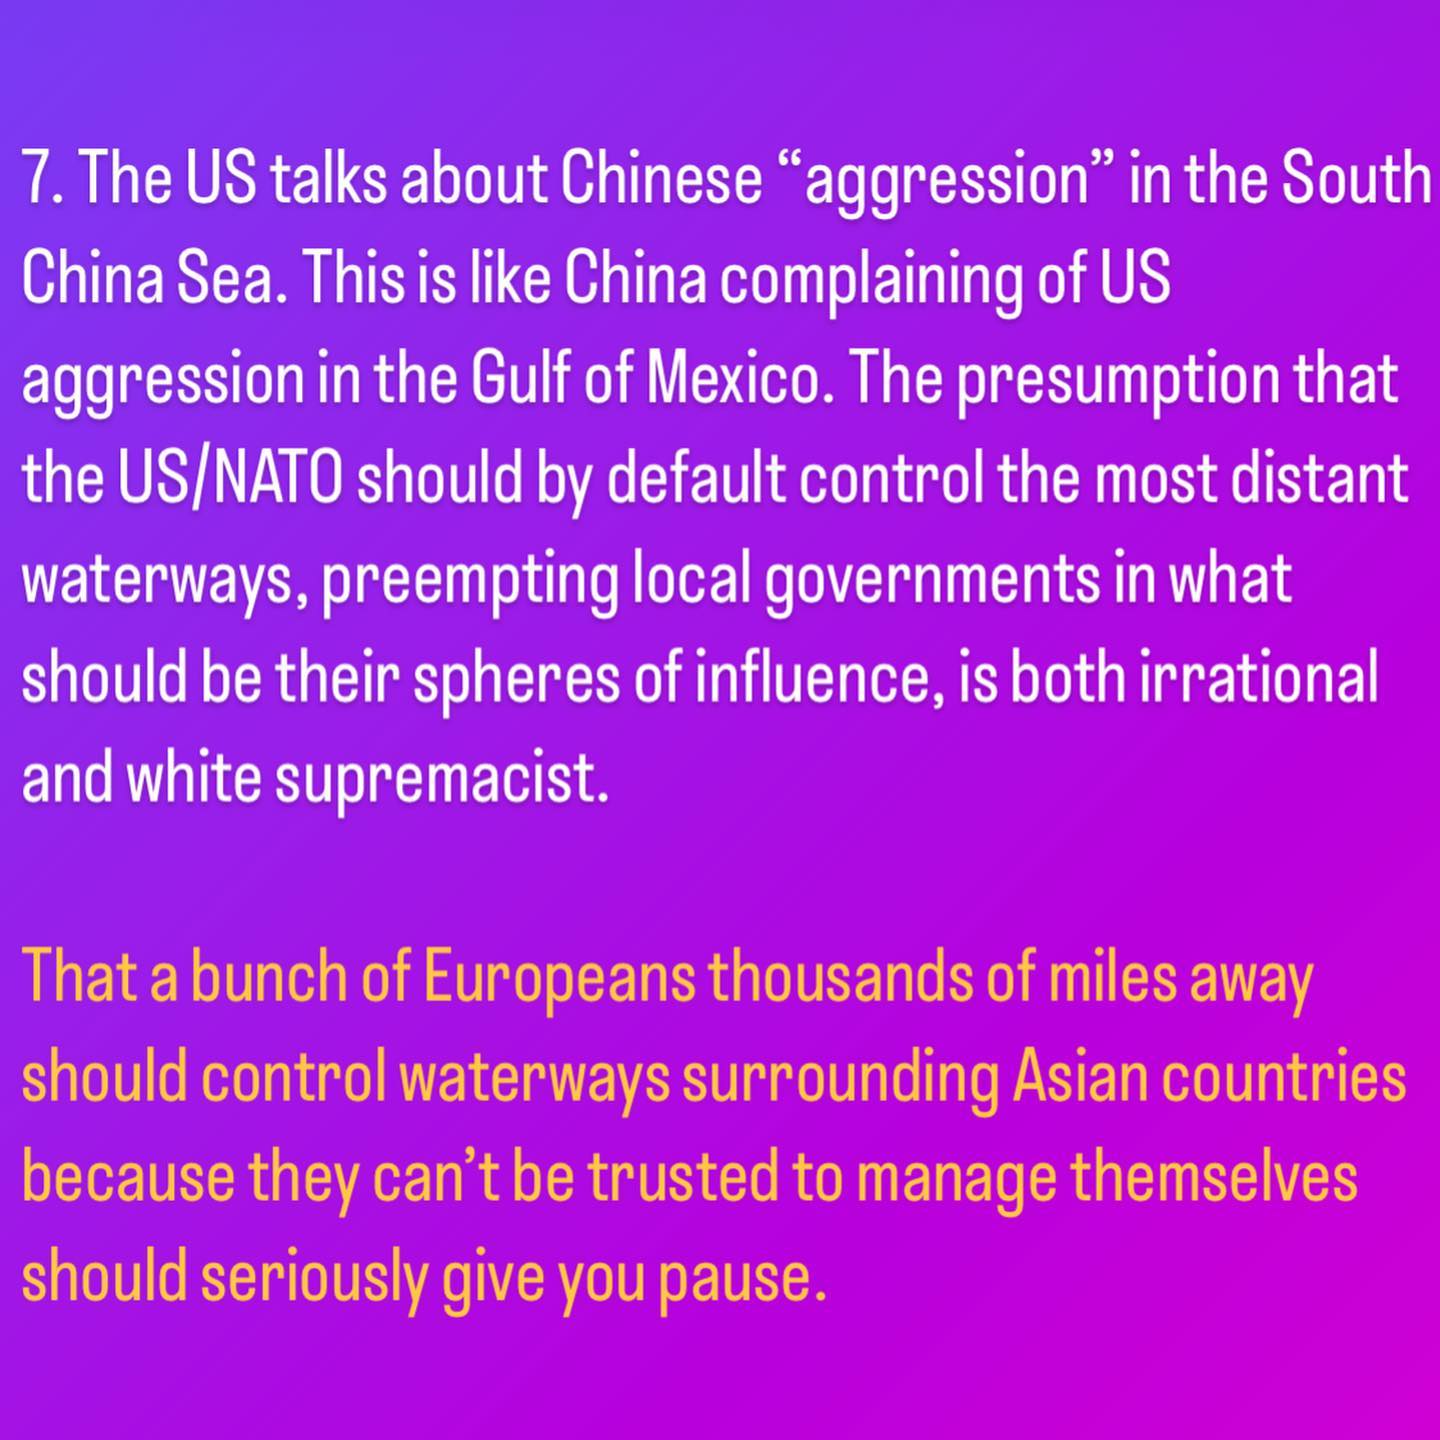 7. The US talks about Chinese “aggression” in the South
China Sea. This is like China complaining of US
aggression in the Gulf of Mexico. The presumption that
the US/NATO should by default control the most distant
waterways, preempting local governments in what
should be their spheres of influence, is both irrational
and white supremacist.
That a bunch of Europeans thousands of miles away
should control waterways surrounding Asian countries
because they can’t be trusted to manage themselves
should seriously give you pause.